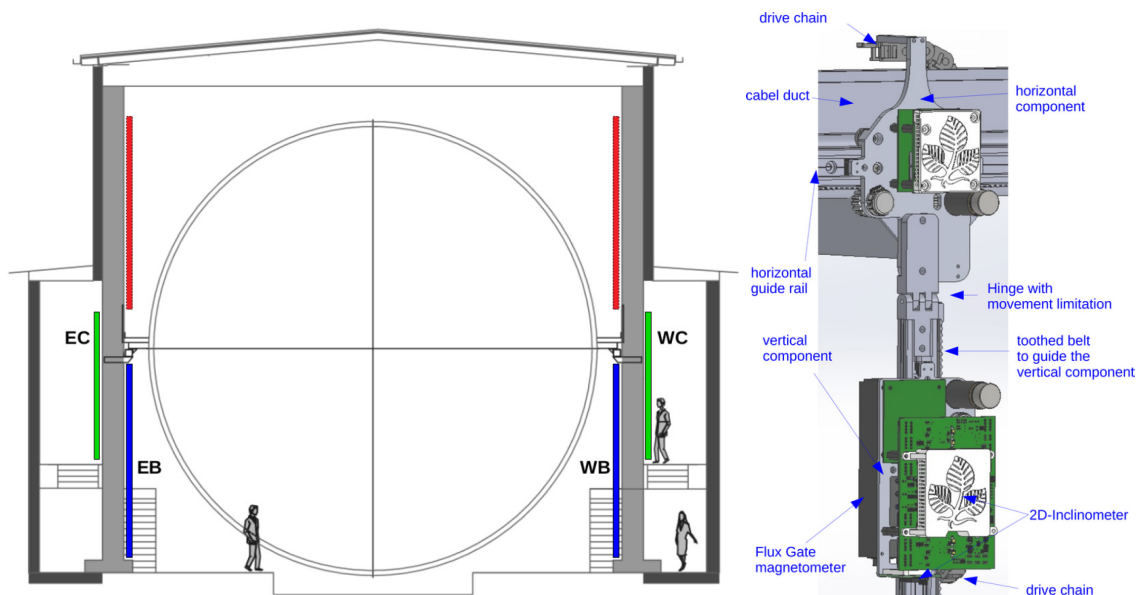 EC
WC
EB
WB
drive chain
cabel duct
horizontal
component
horizontal
guide rail
Hinge with
movement limitation
vertical
component
toothed belt
to guide the
vertical component
2D-Inclinometer
Flux Gate
magnetometer
drive chain